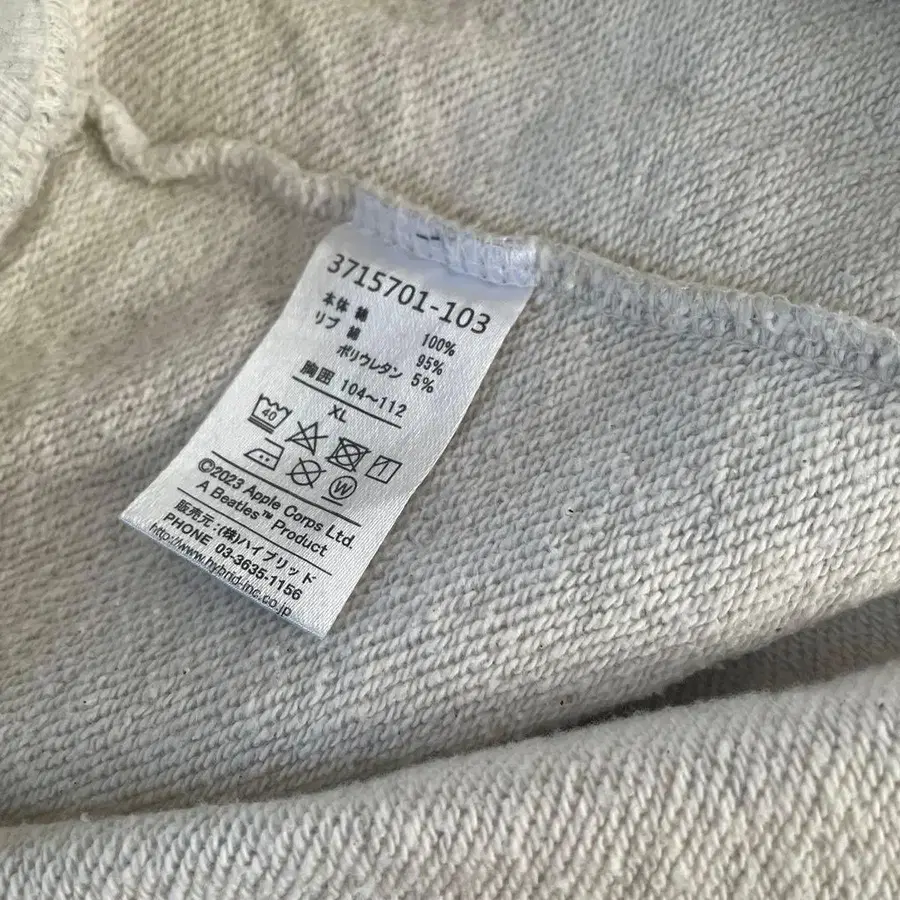 3715701-103
本体 綿 100%
リブ 綿 95%
ポリウレタン 5%
胸囲 104～112
XL
40
W
©2023 Apple Corps Ltd.
A Beatles™ Product
販売元:(株)ハイブリッド
PHONE 03-3635-1156
http://www.hybrid-inc.co.jp